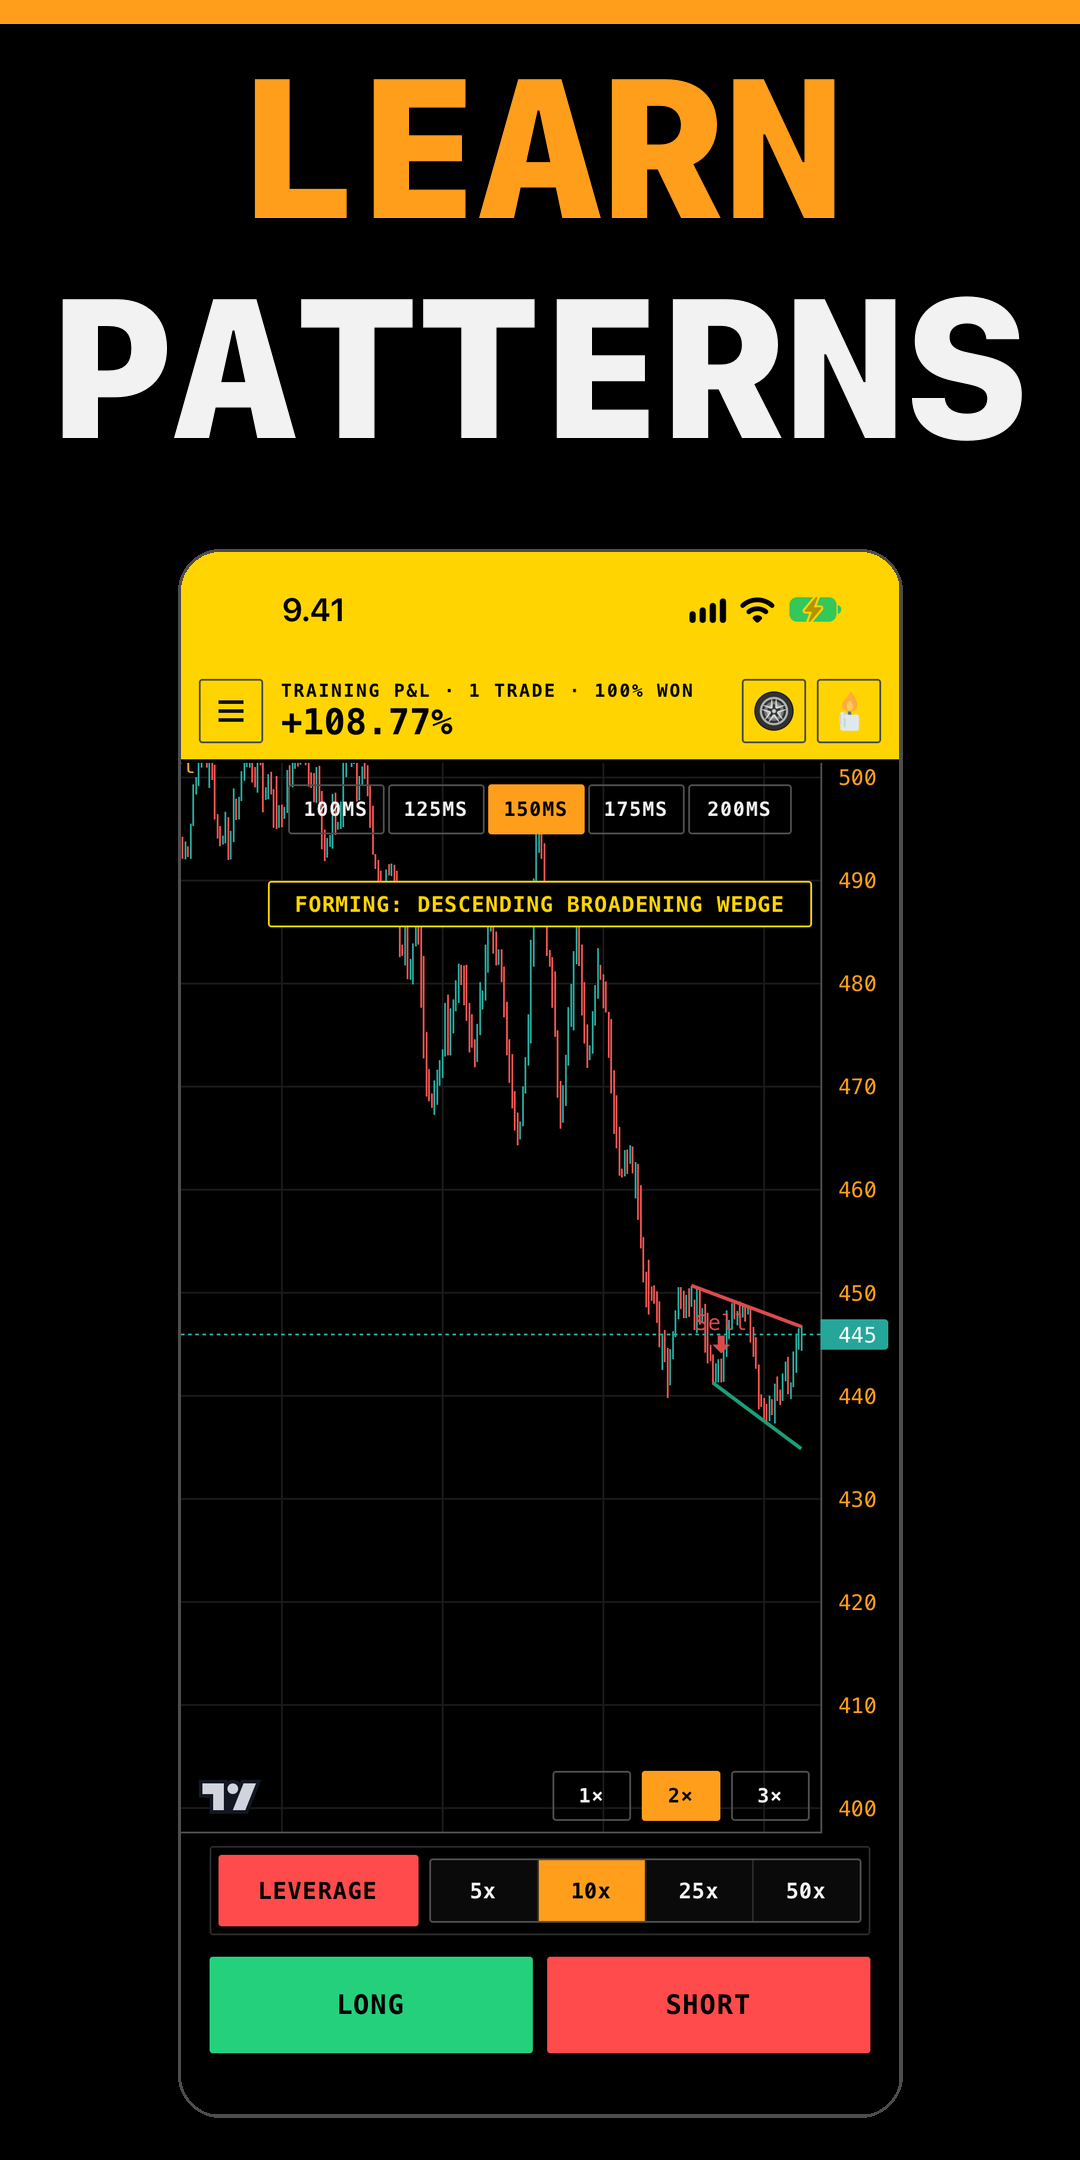 LEARN
PATTERNS
9.41
TRAINING P&L · 1 TRADE · 100% WON
+108.77%
500
100MS 125MS 150MS 175MS 200MS
490
FORMING: DESCENDING BROADENING WEDGE
480
470
460
450
Sell
445
440
430
420
410
1× 2× 3×
400
LEVERAGE 5x 10x 25x 50x
LONG SHORT